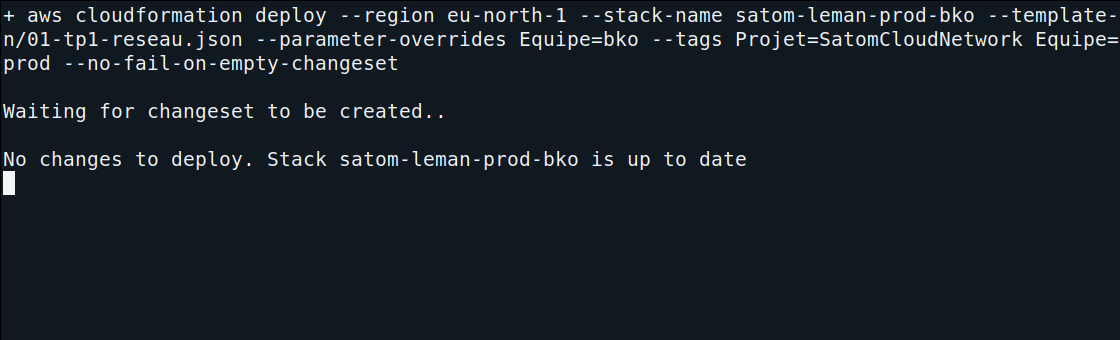 + aws cloudformation deploy --region eu-north-1 --stack-name satom-leman-prod-bko --template-
n/01-tp1-reseau.json --parameter-overrides Equipe=bko --tags Projet=SatomCloudNetwork Equipe=
prod --no-fail-on-empty-changeset
Waiting for changeset to be created..
No changes to deploy. Stack satom-leman-prod-bko is up to date